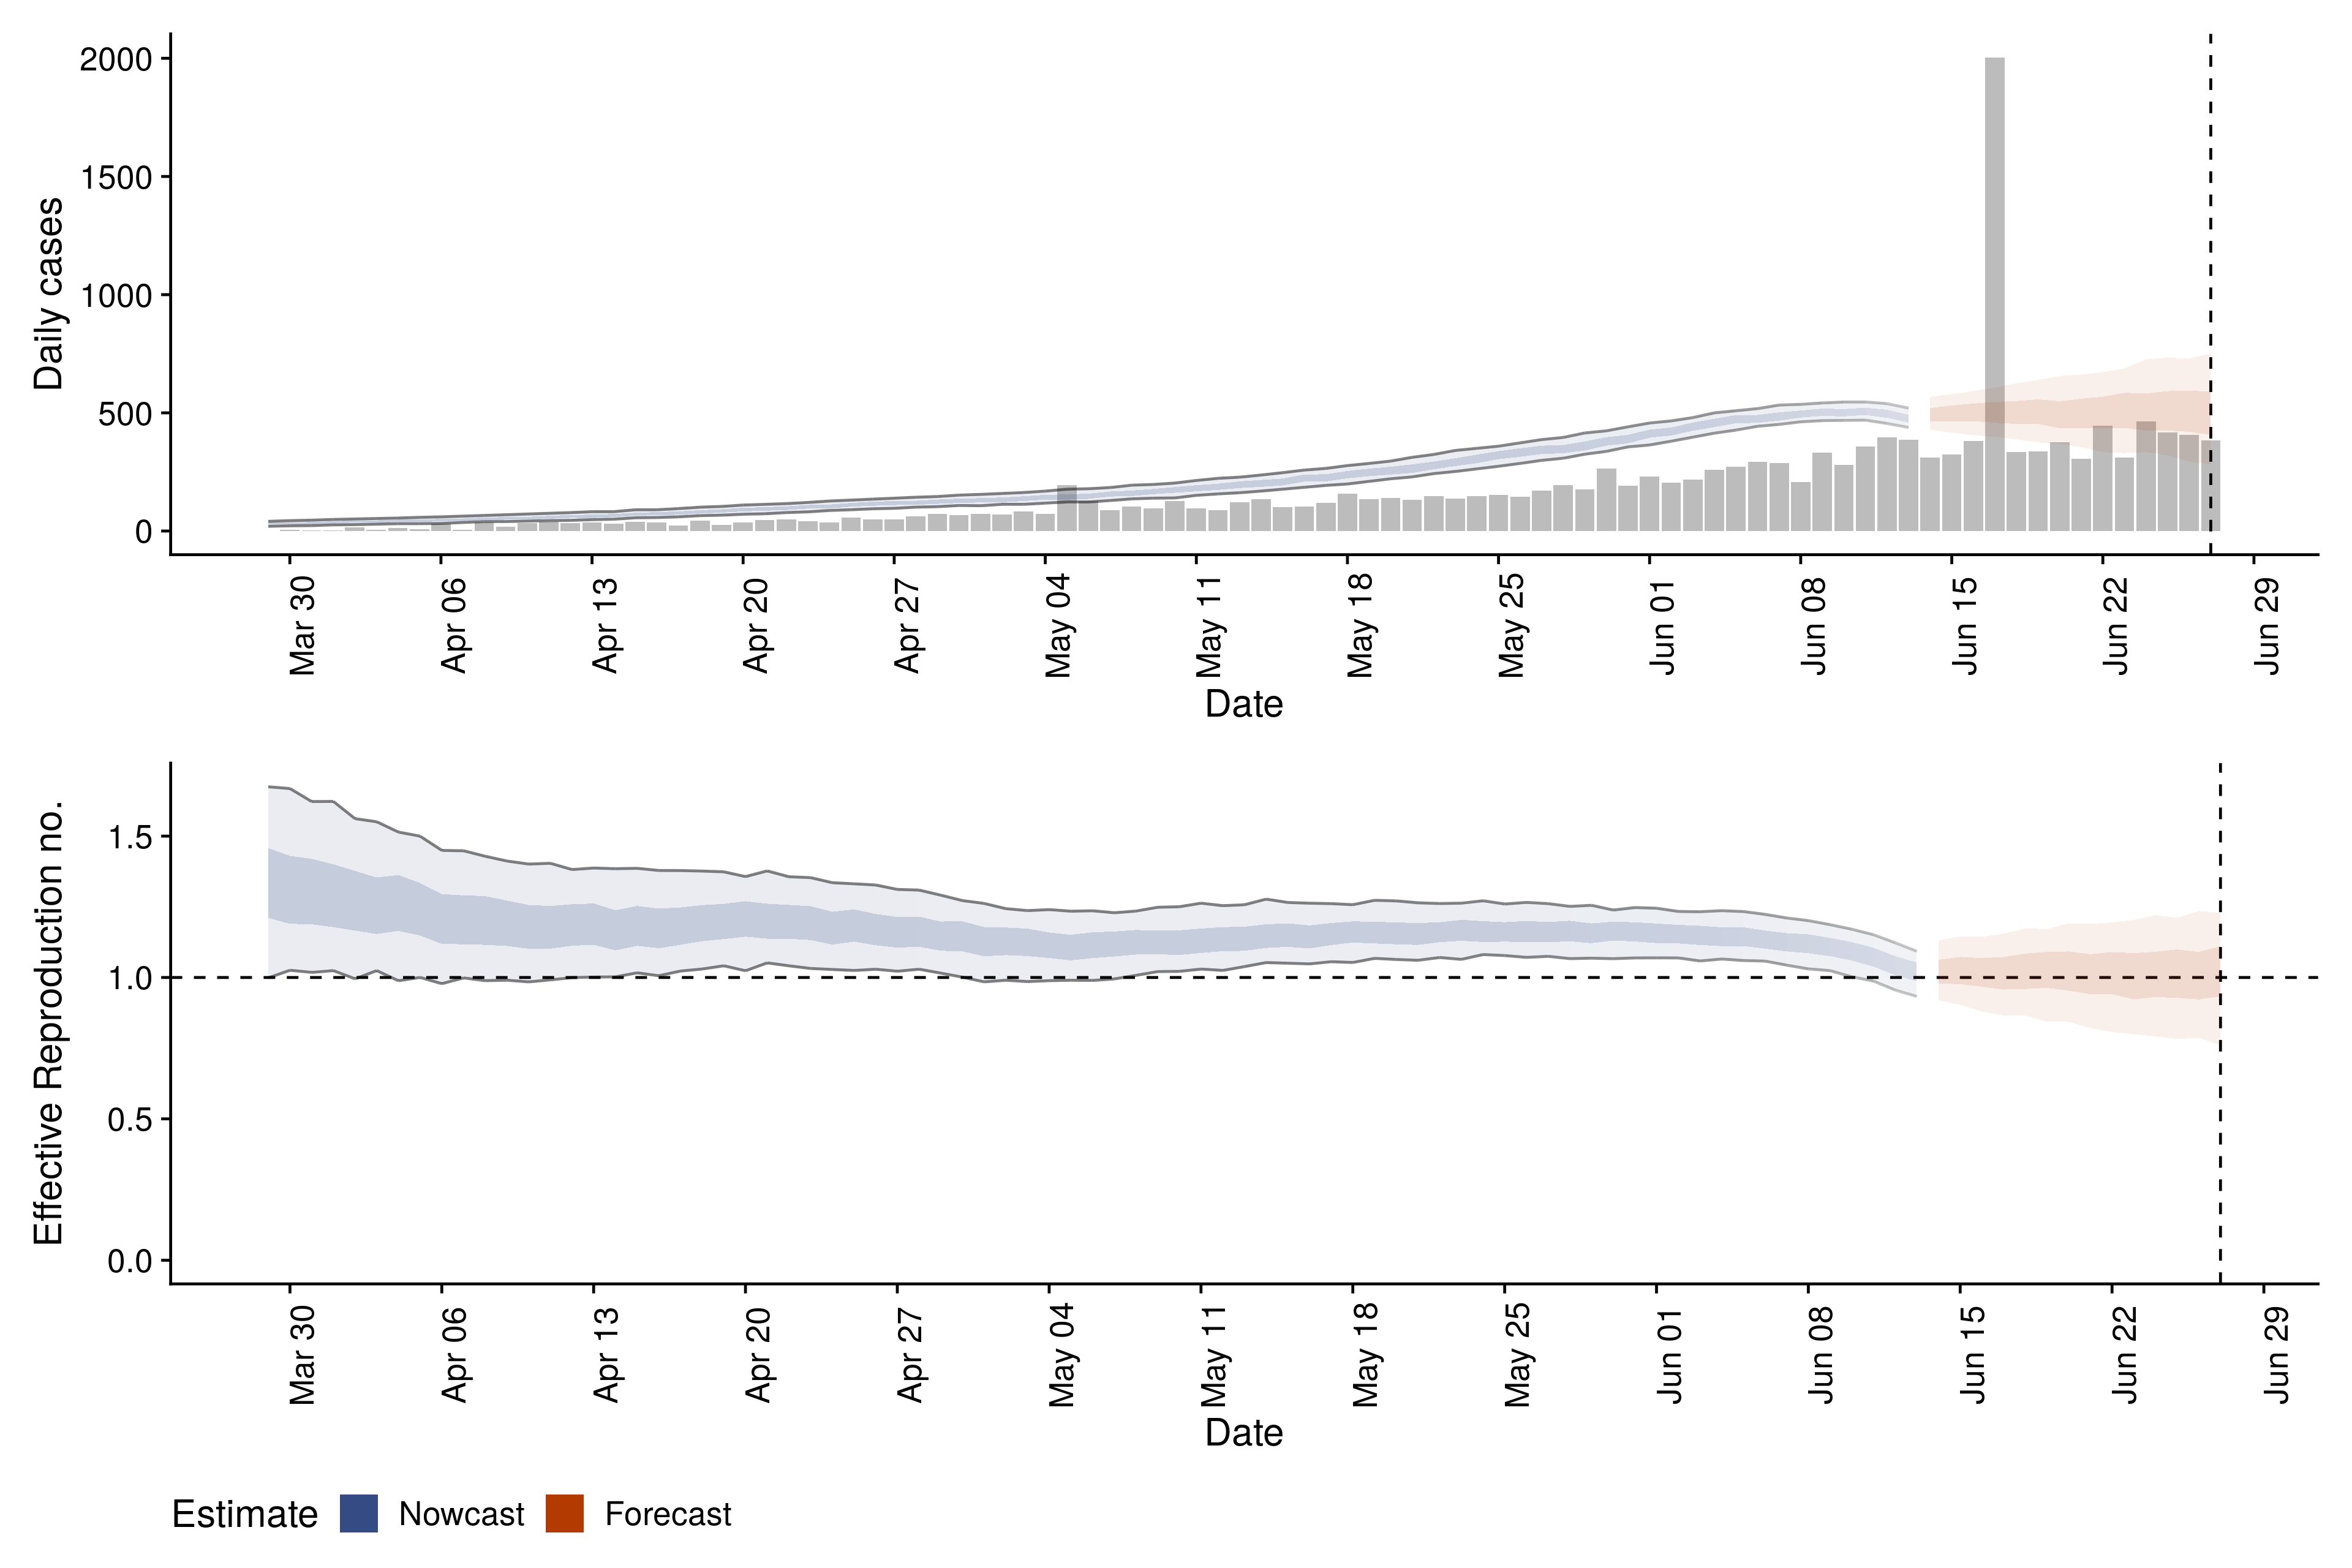 Daily cases
2000
1500
1000
500
0
Mar 30
Apr 06
Apr 13
Apr 20
Apr 27
May 04
May 11
May 18
May 25
Jun 01
Jun 08
Jun 15
Jun 22
Jun 29
Date
Effective Reproduction no.
1.5
1.0
0.5
0.0
Mar 30
Apr 06
Apr 13
Apr 20
Apr 27
May 04
May 11
May 18
May 25
Jun 01
Jun 08
Jun 15
Jun 22
Jun 29
Date
Estimate Nowcast Forecast